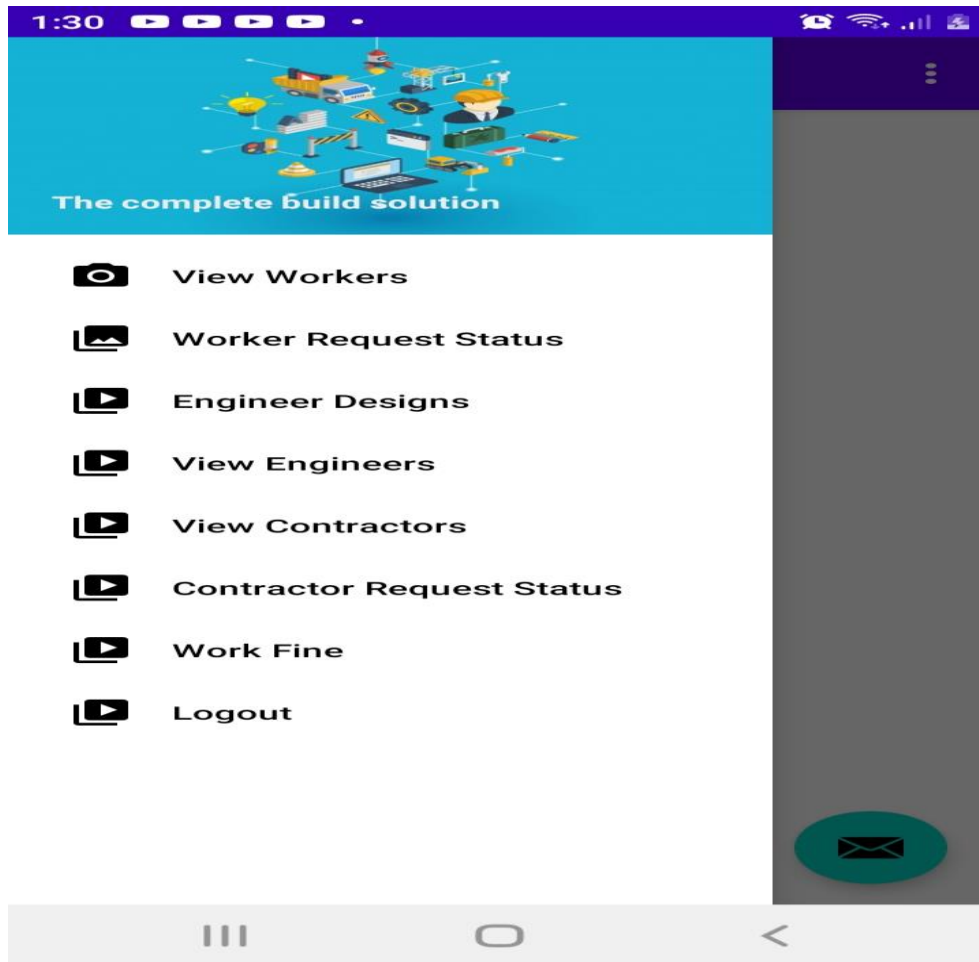 1:30
The complete build solution
View Workers
Worker Request Status
Engineer Designs
View Engineers
View Contractors
Contractor Request Status
Work Fine
Logout